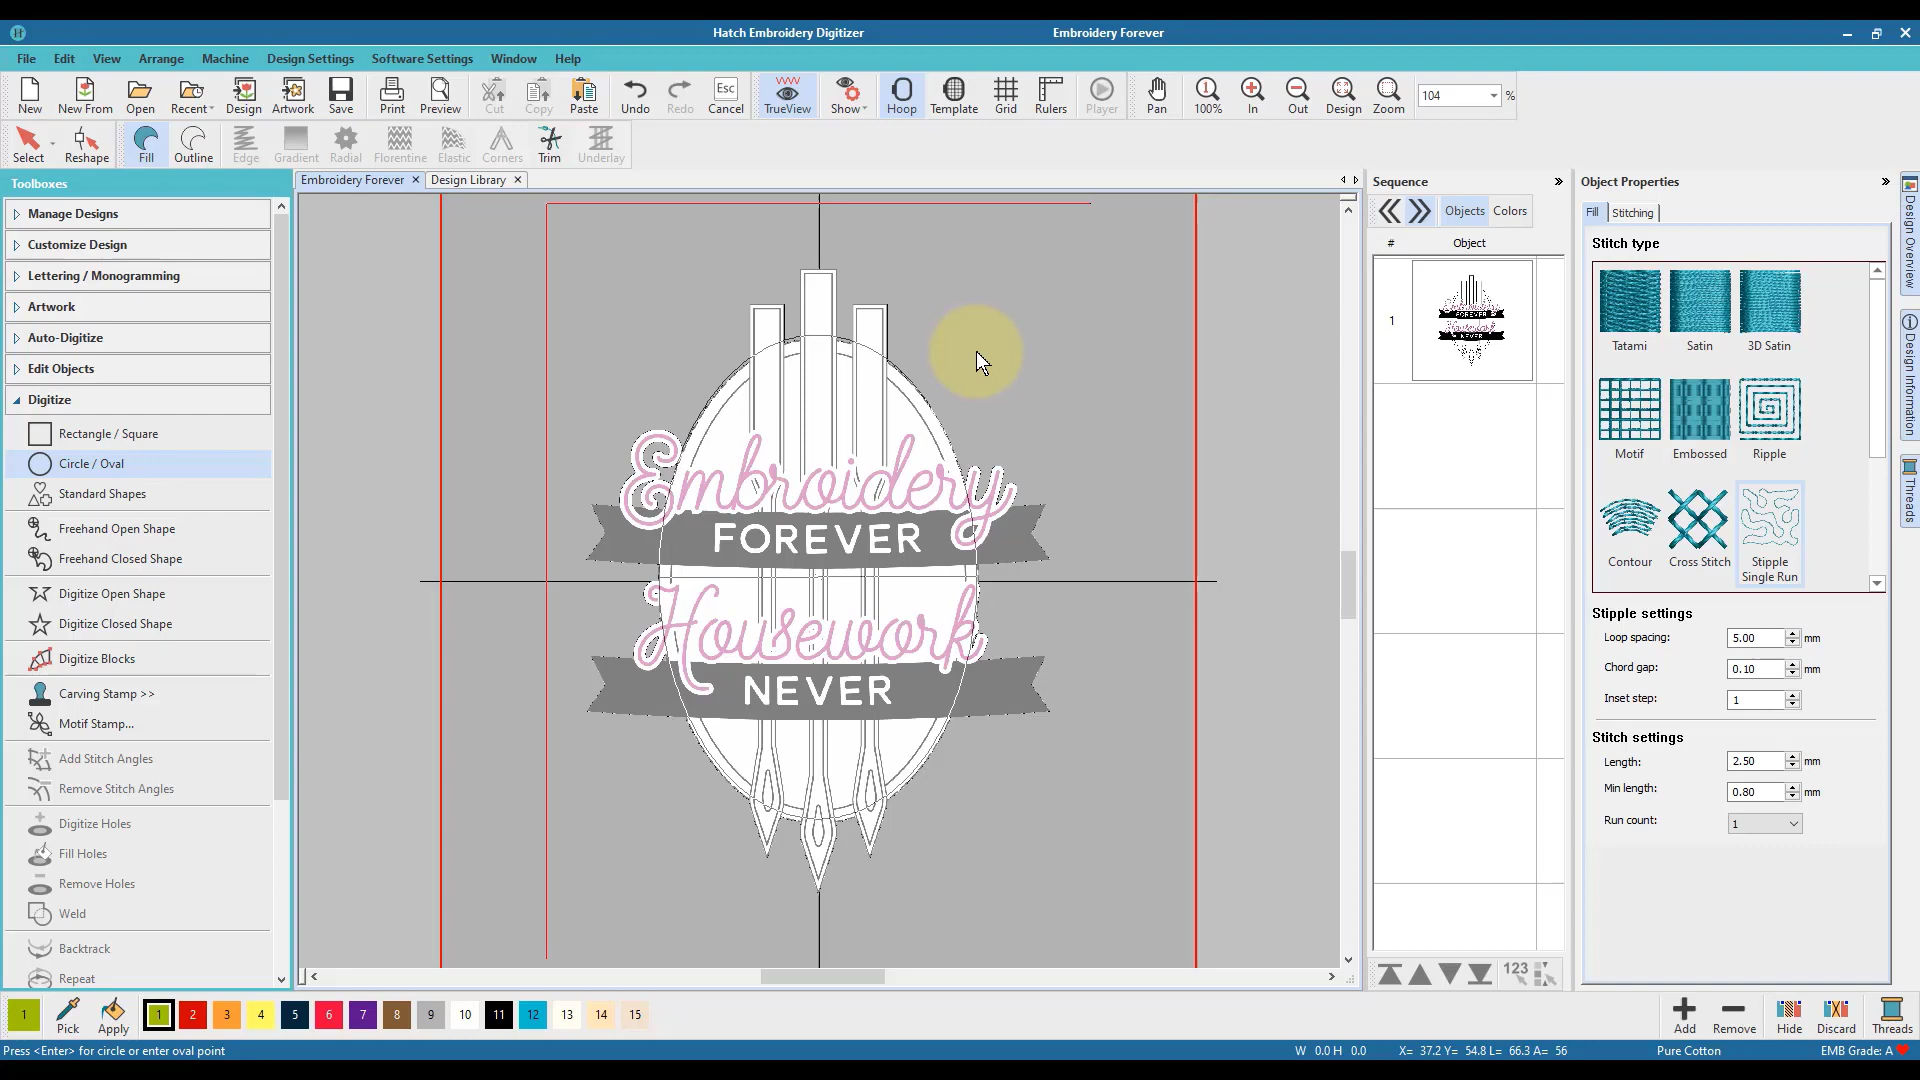 Hatch Embroidery Digitizer Embroidery Forever
File Edit View Arrange Machine Design Settings Software Settings Window Help
New New From Open Recent Design Artwork Save Print Preview Cut Copy Paste Undo Redo Esc Cancel TrueView Show Hoop Template Grid Rulers Player Pan 1 100% In Out Design Zoom 104 %
Select Reshape Fill Outline Edge Gradient Radial Florentine Elastic Corners Trim Underlay
Toolboxes
Manage Designs
Customize Design
Lettering / Monogramming
Artwork
Auto-Digitize
Edit Objects
Digitize
Rectangle / Square
Circle / Oval
Standard Shapes
Freehand Open Shape
Freehand Closed Shape
Digitize Open Shape
Digitize Closed Shape
Digitize Blocks
Carving Stamp >>
Motif Stamp...
Add Stitch Angles
Remove Stitch Angles
Digitize Holes
Fill Holes
Remove Holes
Weld
Backtrack
Repeat
Embroidery Forever Design Library
Embroidery
FOREVER
Housework
NEVER
Sequence
Objects Colors
# Object
1
Embroidery
FOREVER
Housework
NEVER
123
Object Properties
Fill Stitching
Stitch type
Tatami Satin 3D Satin
Motif Embossed Ripple
Contour Cross Stitch Stipple
Single Run
Stipple settings
Loop spacing: 5.00 mm
Chord gap: 0.10 mm
Inset step: 1
Stitch settings
Length: 2.50 mm
Min length: 0.80 mm
Run count: 1
Design Overview
Design Information
Threads
1 Pick Apply 1 2 3 4 5 6 7 8 9 10 11 12 13 14 15 Add Remove Hide Discard Threads
Press <Enter> for circle or enter oval point W 0.0 H 0.0 X= 37.2 Y= 54.8 L= 66.3 A= 56 Pure Cotton EMB Grade: A